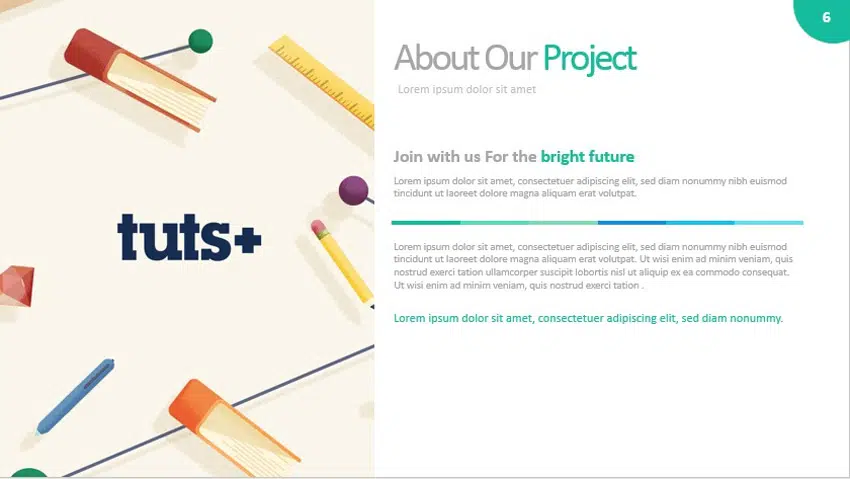 tuts+
6
About Our Project
Lorem ipsum dolor sit amet
Join with us For the bright future
Lorem ipsum dolor sit amet, consectetuer adipiscing elit, sed diam nonummy nibh euismod
tincidunt ut laoreet dolore magna aliquam erat volutpat.
Lorem ipsum dolor sit amet, consectetuer adipiscing elit, sed diam nonummy nibh euismod
tincidunt ut laoreet dolore magna aliquam erat volutpat. Ut wisi enim ad minim veniam, quis
nostrud exerci tation ullamcorper suscipit lobortis nisl ut aliquip ex ea commodo consequat.
Ut wisi enim ad minim veniam, quis nostrud exerci tation .
Lorem ipsum dolor sit amet, consectetuer adipiscing elit, sed diam nonummy.